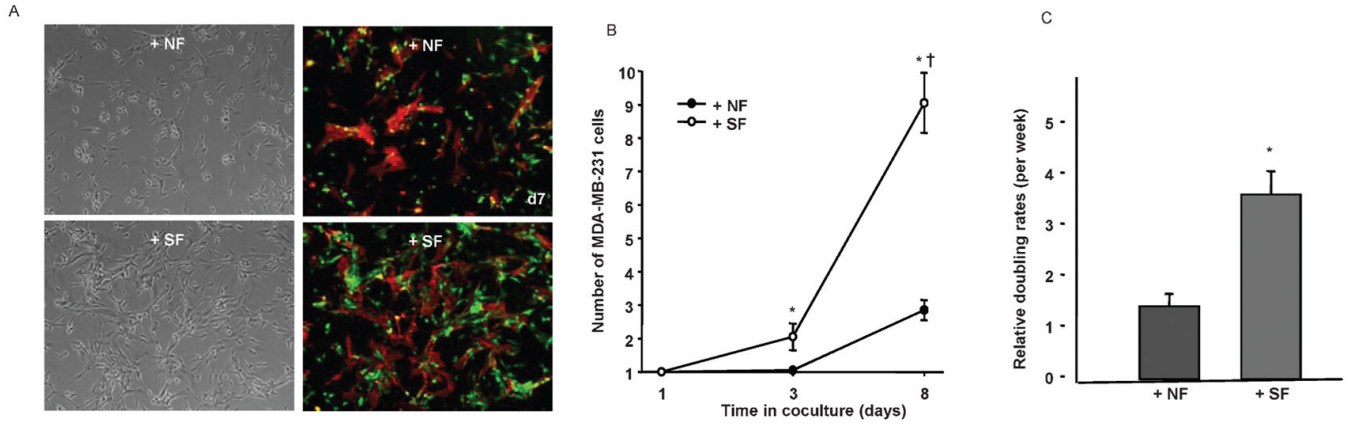 A
+ NF
+ NF
d7
+ SF
+ SF
B
Number of MDA-MB-231 cells
10
9
8
7
6
5
4
3
2
1
+ NF
+ SF
*
* †
1 3 8
Time in coculture (days)
C
Relative doubling rates (per week)
5
4
3
2
1
0
*
+ NF + SF